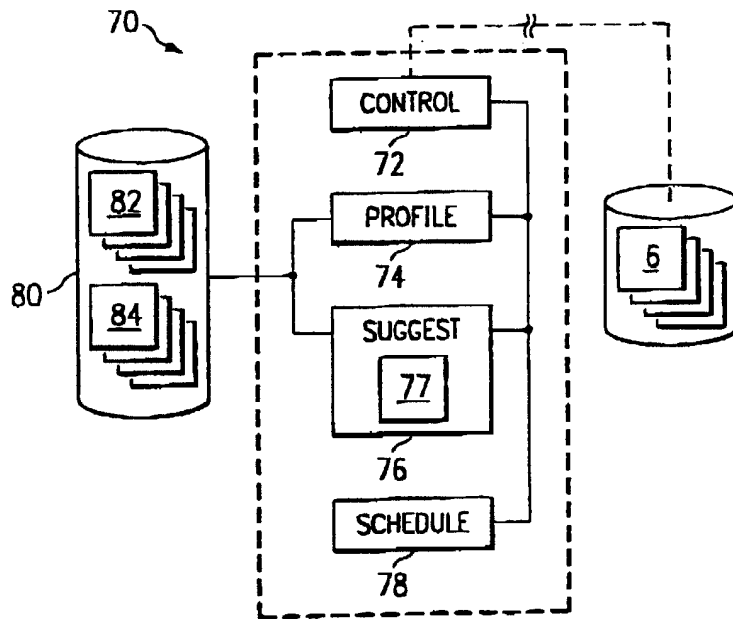 70
CONTROL
72
82
PROFILE
74
6
80
84
SUGGEST
77
76
SCHEDULE
78